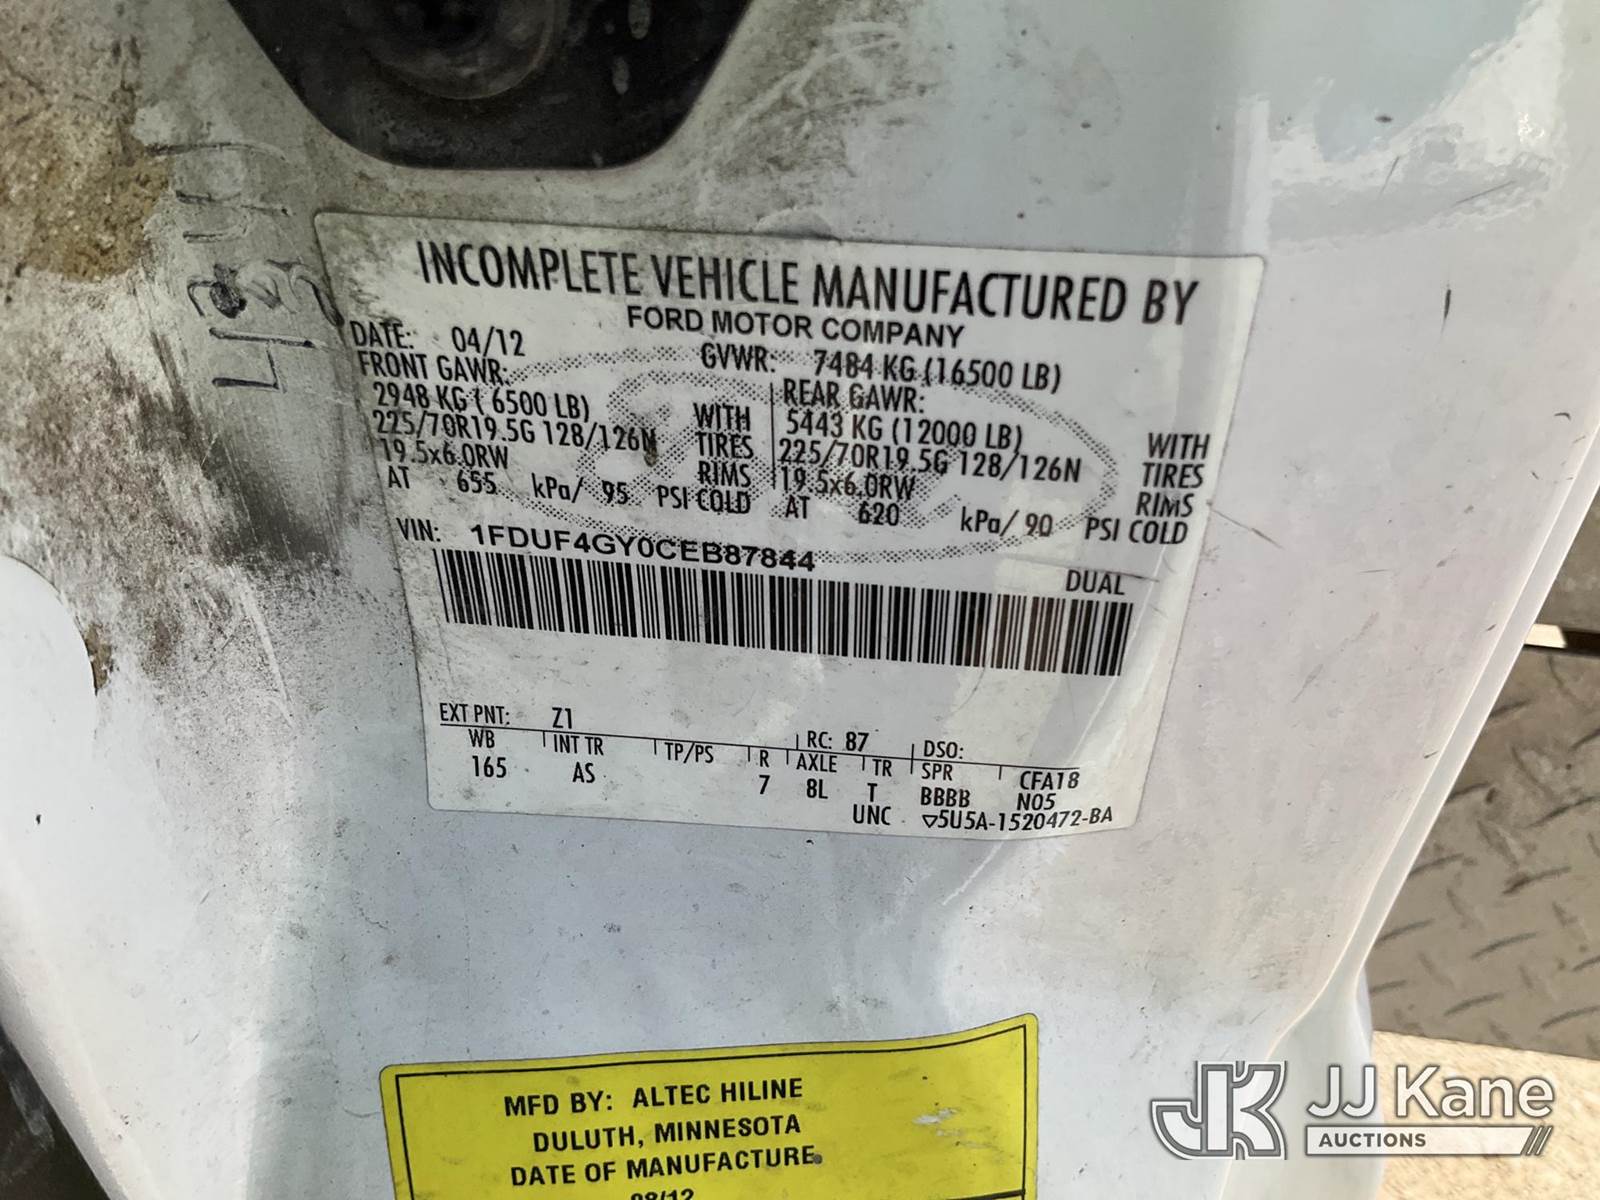 INCOMPLETE VEHICLE MANUFACTURED BY
FORD MOTOR COMPANY
DATE: 04/12 GVWR: 7484 KG (16500 LB)
FRONT GAWR: REAR GAWR:
2948 KG ( 6500 LB) WITH 5443 KG (12000 LB) WITH
225/70R19.5G 128/126N TIRES 225/70R19.5G 128/126N TIRES
19.5x6.0RW RIMS 19.5x6.0RW RIMS
AT 655 kPa/ 95 PSI COLD AT 620 kPa/ 90 PSI COLD
VIN: 1FDUF4GY0CEB87844
DUAL
EXT PNT: Z1 RC: 87 DSO:
WB INT TR TP/PS R AXLE TR SPR CFA18
165 AS 7 8L T BBBB N05
UNC ▽5U5A-1520472-BA
MFD BY: ALTEC HILINE
DULUTH, MINNESOTA
DATE OF MANUFACTURE
08/12
JJ Kane
AUCTIONS